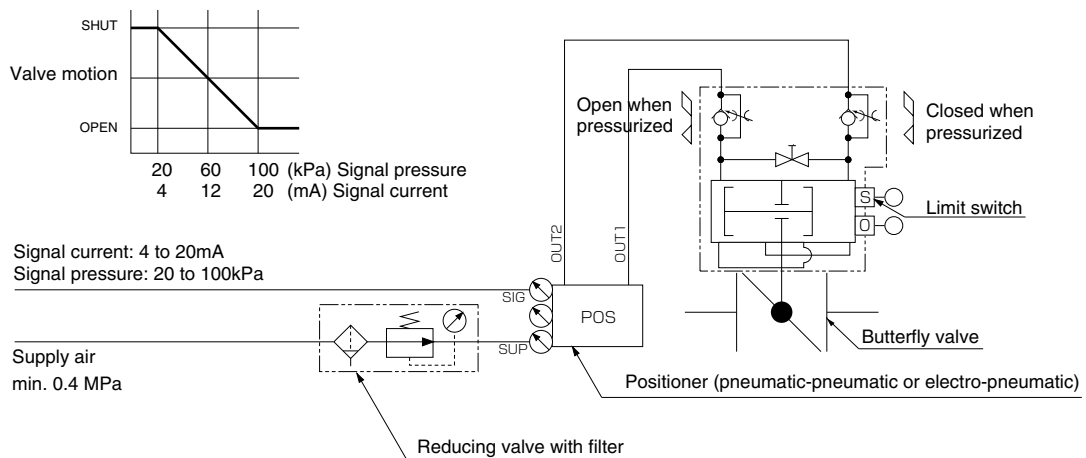 SHUT
Valve motion
OPEN
20 60 100 (kPa) Signal pressure
4 12 20 (mA) Signal current
Open when
pressurized
Closed when
pressurized
S
O
Limit switch
OUT2
OUT1
Signal current: 4 to 20mA
Signal pressure: 20 to 100kPa
SIG
POS
SUP
Butterfly valve
Supply air
min. 0.4 MPa
Positioner (pneumatic-pneumatic or electro-pneumatic)
Reducing valve with filter